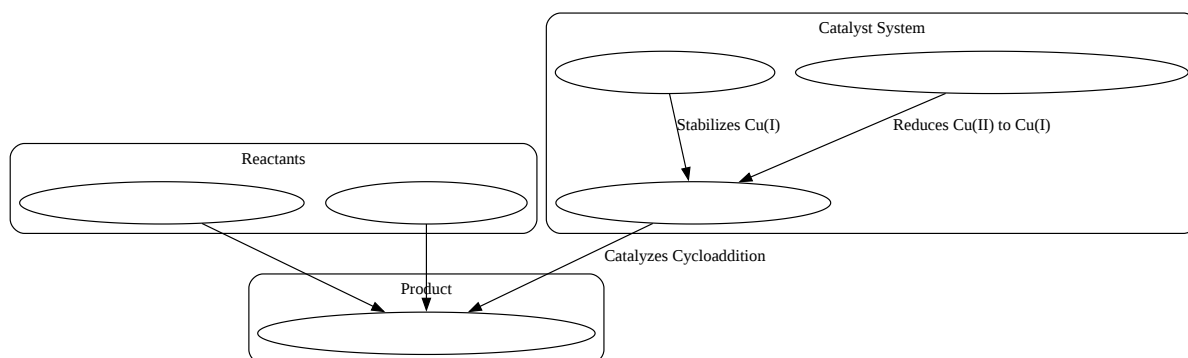 Catalyst System
Stabilizes Cu(I)
Reduces Cu(II) to Cu(I)
Reactants
Catalyzes Cycloaddition
Product